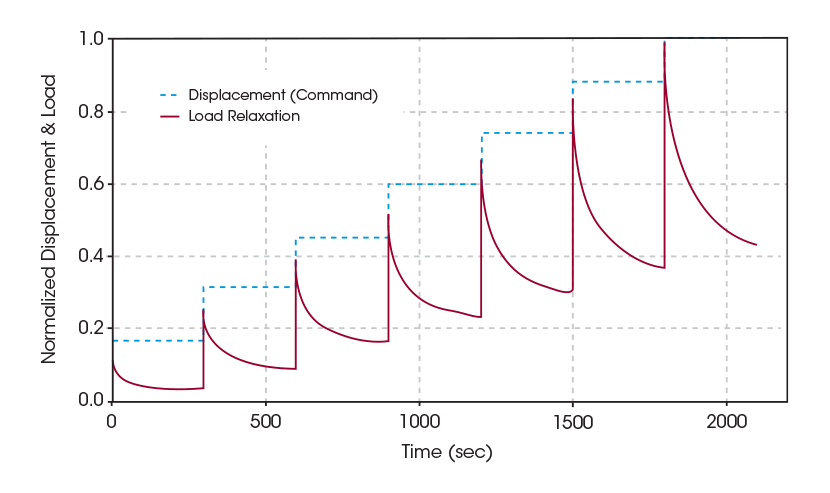 Normalized Displacement & Load
1.0
0.8
0.6
0.4
0.2
0.0
Displacement (Command)
Load Relaxation
0 500 1000 1500 2000
Time (sec)